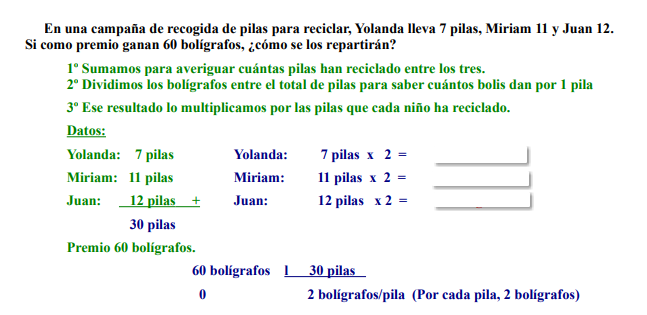 En una campaña de recogida de pilas para reciclar, Yolanda lleva 7 pilas, Miriam 11 y Juan 12.
Si como premio ganan 60 bolígrafos, ¿cómo se los repartirán?
1º Sumamos para averiguar cuántas pilas han reciclado entre los tres.
2º Dividimos los bolígrafos entre el total de pilas para saber cuántos bolis dan por 1 pila
3º Ese resultado lo multiplicamos por las pilas que cada niño ha reciclado.
Datos:
Yolanda: 7 pilas Yolanda: 7 pilas x 2 =
Miriam: 11 pilas Miriam: 11 pilas x 2 =
Juan: 12 pilas + Juan: 12 pilas x 2 =
30 pilas
Premio 60 bolígrafos.
60 bolígrafos l 30 pilas
0 2 bolígrafos/pila (Por cada pila, 2 bolígrafos)